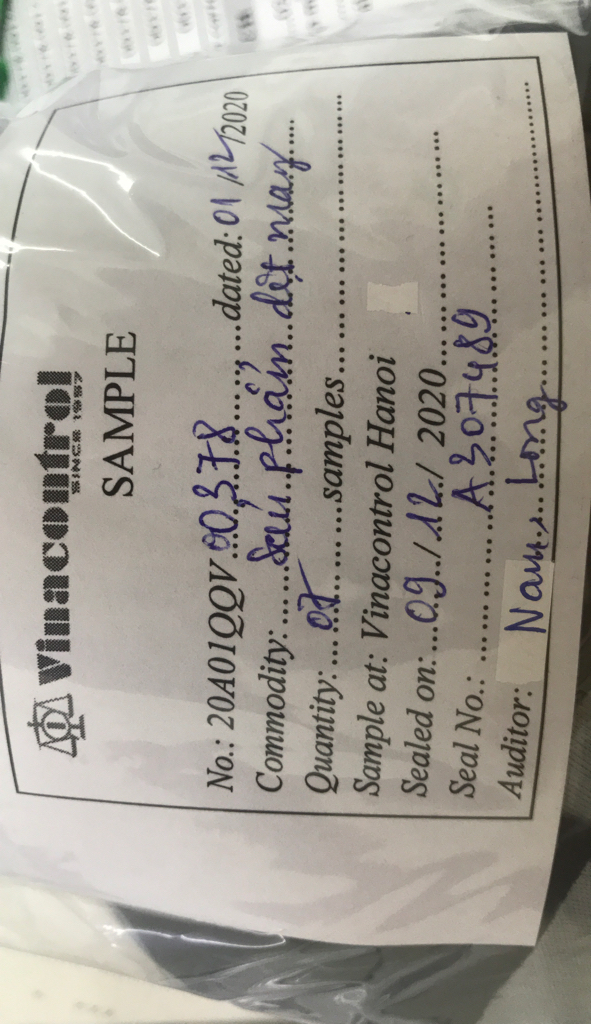 Vinacontrol
SINCE 1957
SAMPLE
No.: 20A01QQV 00378 dated: 01/12/2020
Commodity: Sản phẩm dệt may
Quantity: 07 samples
Sample at: Vinacontrol Hanoi
Sealed on: 09/12/2020
Seal No.: A307489
Auditor: Nam, Long